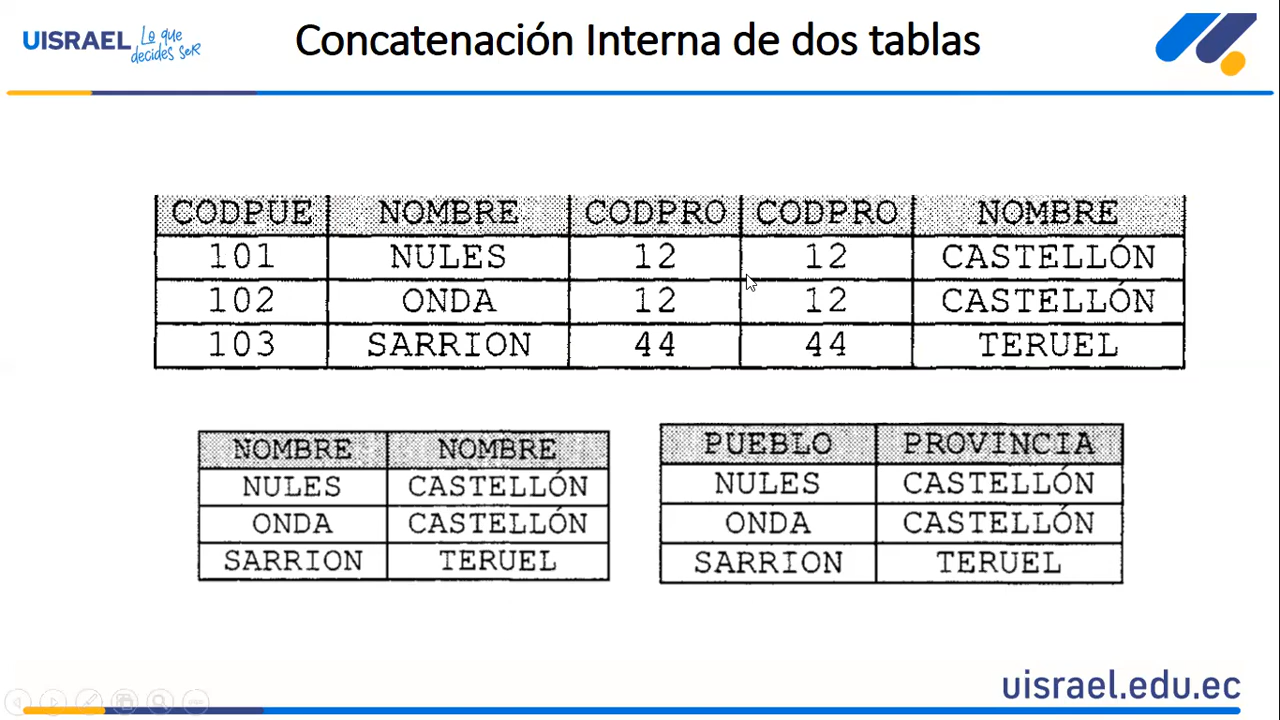 UISRAEL Lo que decides seR
Concatenación Interna de dos tablas
CODPUE NOMBRE CODPRO CODPRO NOMBRE
101 NULES 12 12 CASTELLÓN
102 ONDA 12 12 CASTELLÓN
103 SARRION 44 44 TERUEL
NOMBRE NOMBRE
NULES CASTELLÓN
ONDA CASTELLÓN
SARRION TERUEL
PUEBLO PROVINCIA
NULES CASTELLÓN
ONDA CASTELLÓN
SARRION TERUEL
uisrael.edu.ec